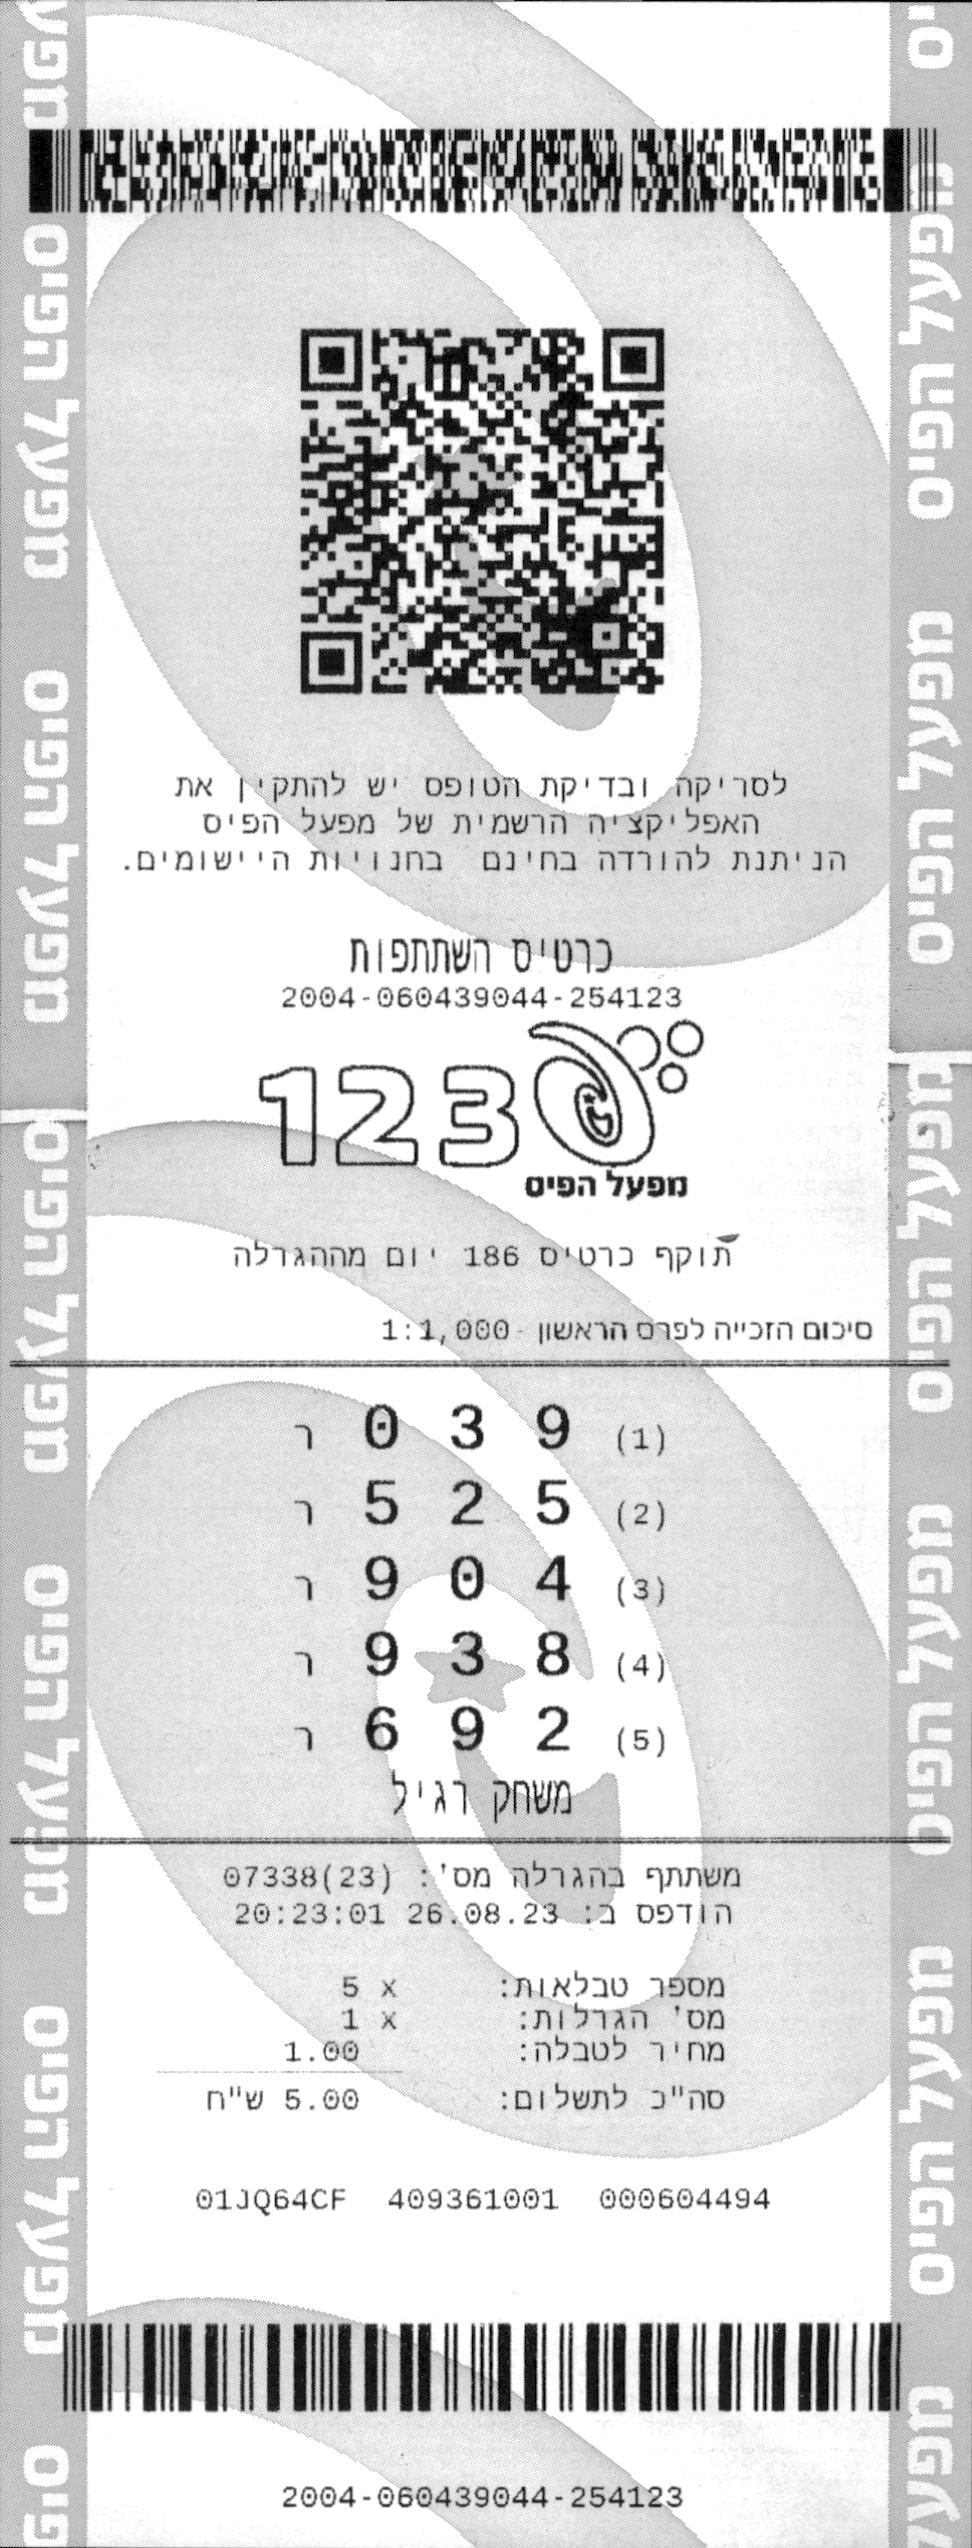 לסריקה ובדיקת הטופס יש להתקין את
האפליקציה הרשמית של מפעל הפיס
הניתנת להורדה בחינם בחנויות היישומים.
כרטיס השתתפות
2004-060439044-254123
123
מפעל הפיס
תוקף כרטיס 186 יום מההגרלה
סיכום הזכייה לפרס הראשון - 1:1,000
(1) 0 3 9 ר
(2) 5 2 5 ר
(3) 9 0 4 ר
(4) 9 3 8 ר
(5) 6 9 2 ר
משחק רגיל
משתתף בהגרלה מס': 07338(23)
הודפס ב: 26.08.23 20:23:01
מספר טבלאות: x 5
מס' הגרלות: x 1
מחיר לטבלה: 1.00
סה"כ לתשלום: 5.00 ש"ח
01JQ64CF 409361001 000604494
2004-060439044-254123
מפעל הפיס מפעל הפיס מפעל הפיס מפעל הפיס מפעל הפיס
מפעל הפיס מפעל הפיס מפעל הפיס מפעל הפיס מפעל הפיס